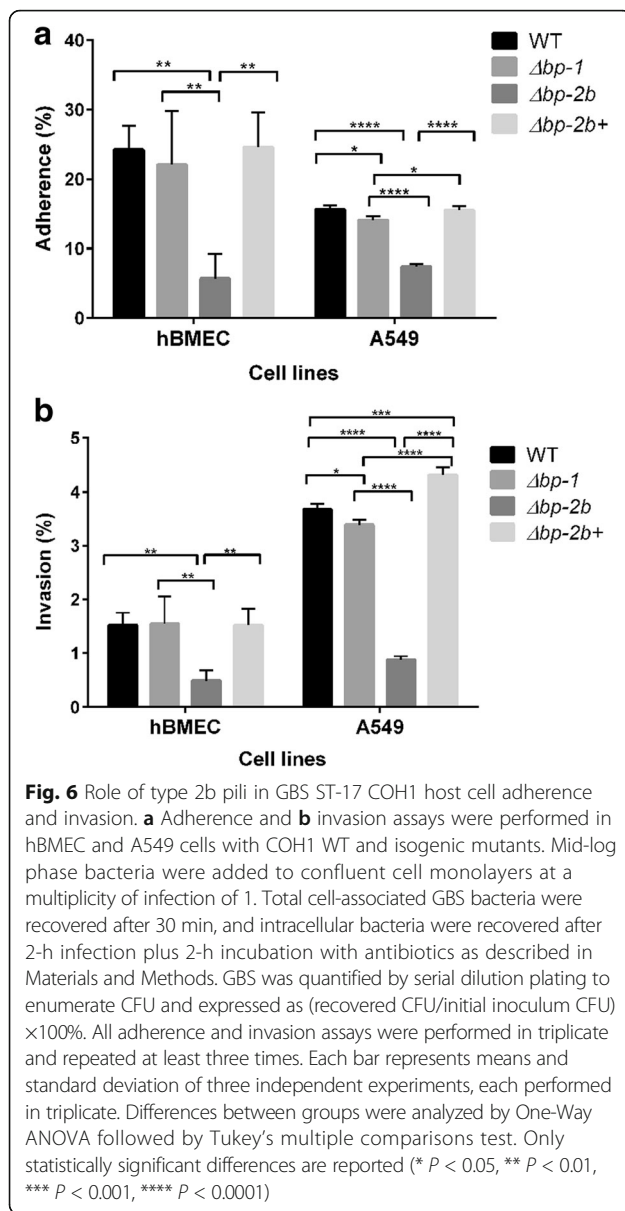 a
40
30
20
10
0
Adherence (%)
** **
**
****
* ****
*
****
WT
Δbp-1
Δbp-2b
Δbp-2b+
hBMEC A549
Cell lines
b
5
4
3
2
1
0
Invasion (%)
** **
**
***
**** ****
****
*
****
WT
Δbp-1
Δbp-2b
Δbp-2b+
hBMEC A549
Cell lines
Fig. 6 Role of type 2b pili in GBS ST-17 COH1 host cell adherence
and invasion. a Adherence and b invasion assays were performed in
hBMEC and A549 cells with COH1 WT and isogenic mutants. Mid-log
phase bacteria were added to confluent cell monolayers at a
multiplicity of infection of 1. Total cell-associated GBS bacteria were
recovered after 30 min, and intracellular bacteria were recovered after
2-h infection plus 2-h incubation with antibiotics as described in
Materials and Methods. GBS was quantified by serial dilution plating to
enumerate CFU and expressed as (recovered CFU/initial inoculum CFU)
×100%. All adherence and invasion assays were performed in triplicate
and repeated at least three times. Each bar represents means and
standard deviation of three independent experiments, each performed
in triplicate. Differences between groups were analyzed by One-Way
ANOVA followed by Tukey's multiple comparisons test. Only
statistically significant differences are reported (* P < 0.05, ** P < 0.01,
*** P < 0.001, **** P < 0.0001)